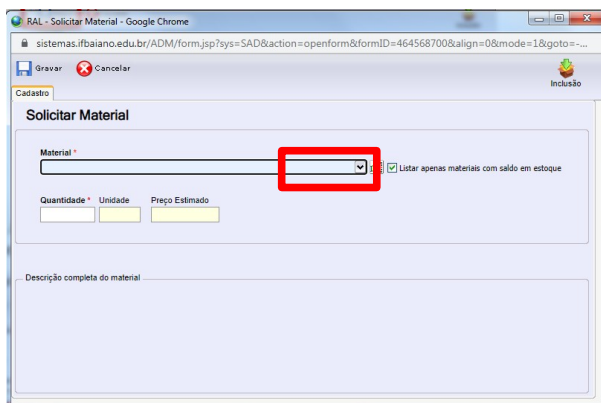 RAL - Solicitar Material - Google Chrome
sistemas.ifbaiano.edu.br/ADM/form.jsp?sys=SAD&action=openform&formID=464568700&align=0&mode=1&goto=-...
Gravar Cancelar
Inclusão
Cadastro
Solicitar Material
Material *
Listar apenas materiais com saldo em estoque
Quantidade * Unidade Preço Estimado
Descrição completa do material